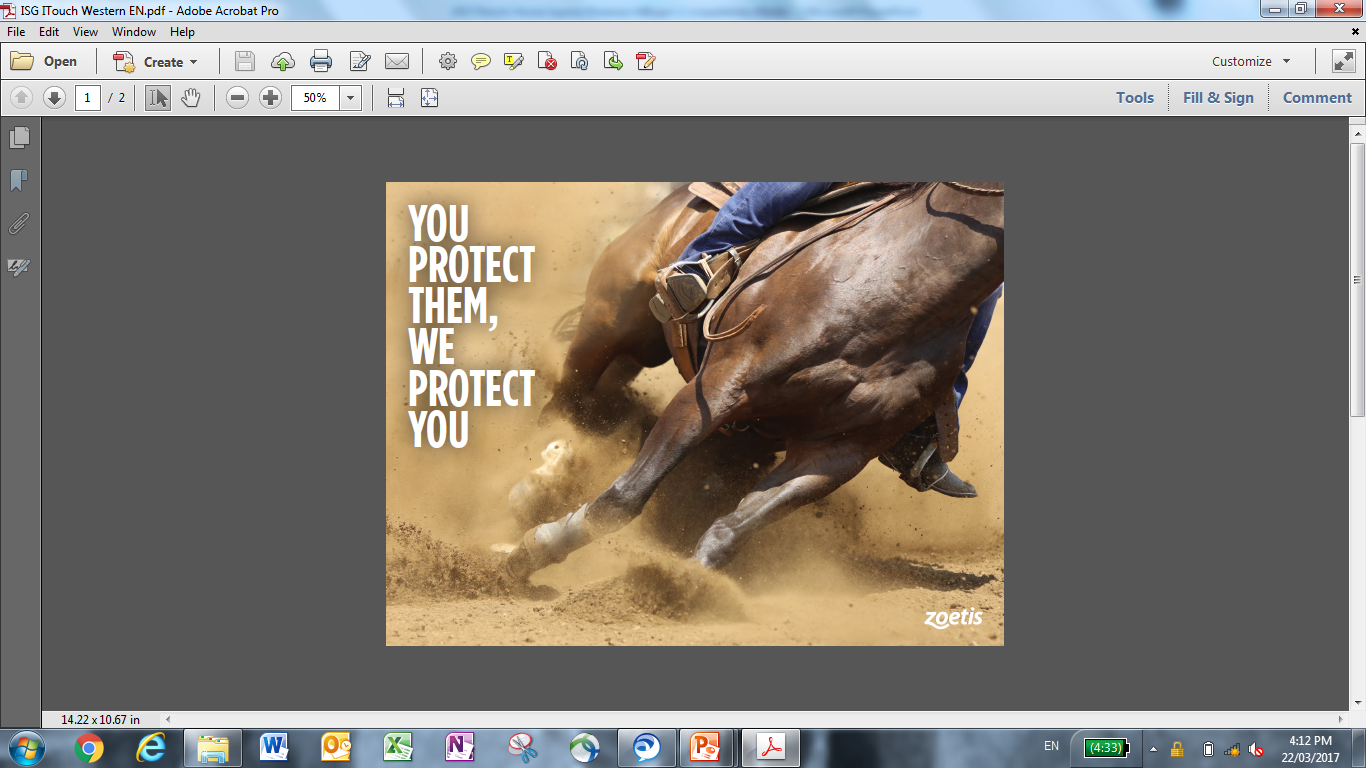 ISG ITouch Western EN.pdf - Adobe Acrobat Pro
File Edit View Window Help
Open Create Customize
1 / 2 50% Tools Fill & Sign Comment
YOU
PROTECT
THEM,
WE
PROTECT
YOU
zoetis
14.22 x 10.67 in
EN (4:33) 4:12 PM
22/03/2017